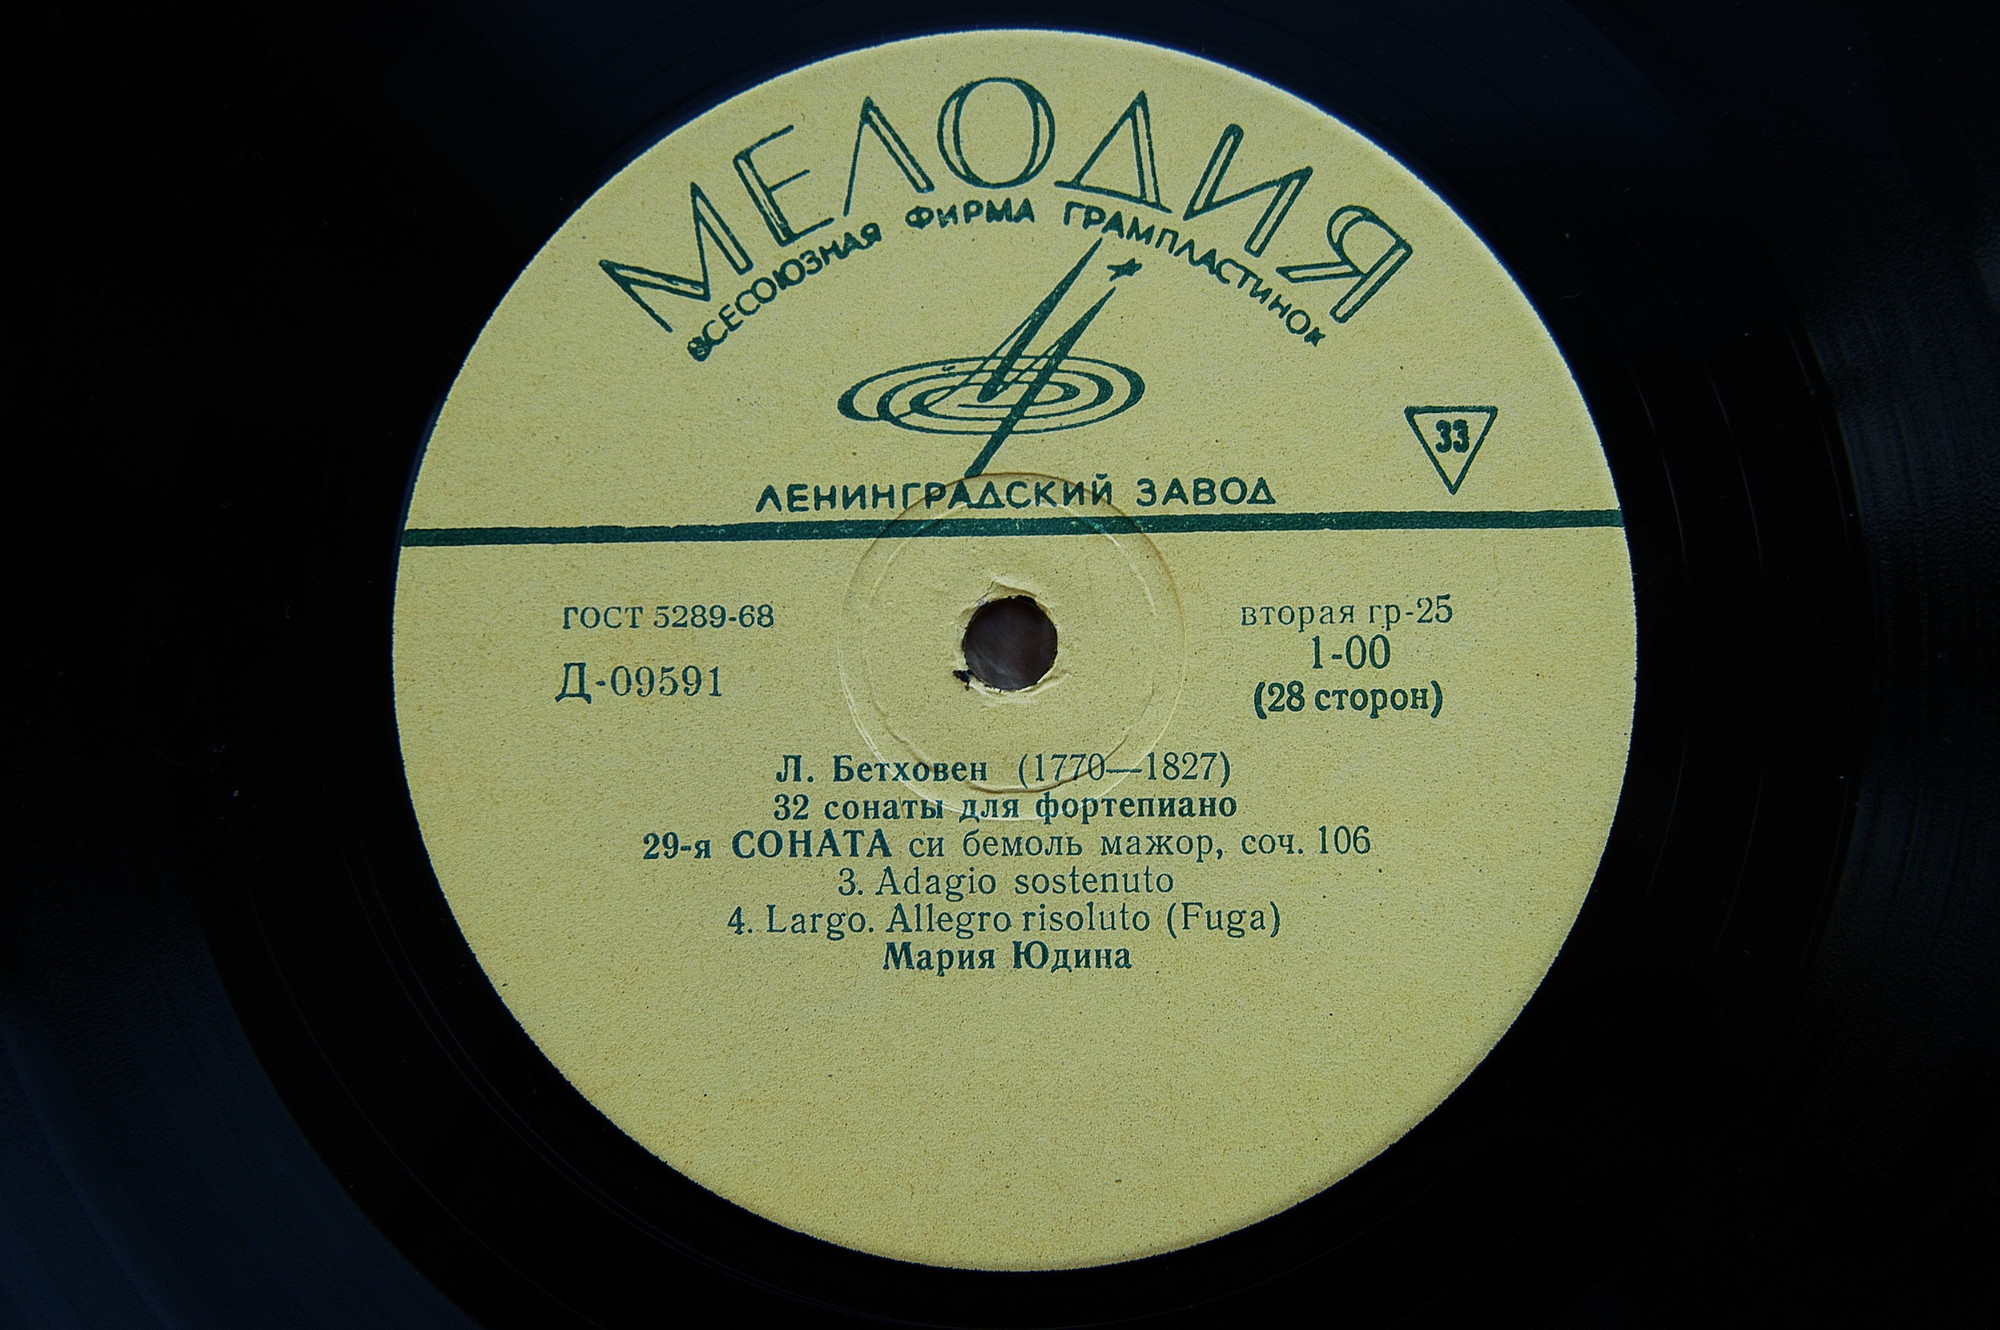 МЕЛОДИЯ
ВСЕСОЮЗНАЯ ФИРМА ГРАМПЛАСТИНОК
33
ЛЕНИНГРАДСКИЙ ЗАВОД
ГОСТ 5289-68
Д-09591
вторая гр-25
1-00
(28 сторон)
Л. Бетховен (1770—1827)
32 сонаты для фортепиано
29-я СОНАТА си бемоль мажор, соч. 106
3. Adagio sostenuto
4. Largo. Allegro risoluto (Fuga)
Мария Юдина